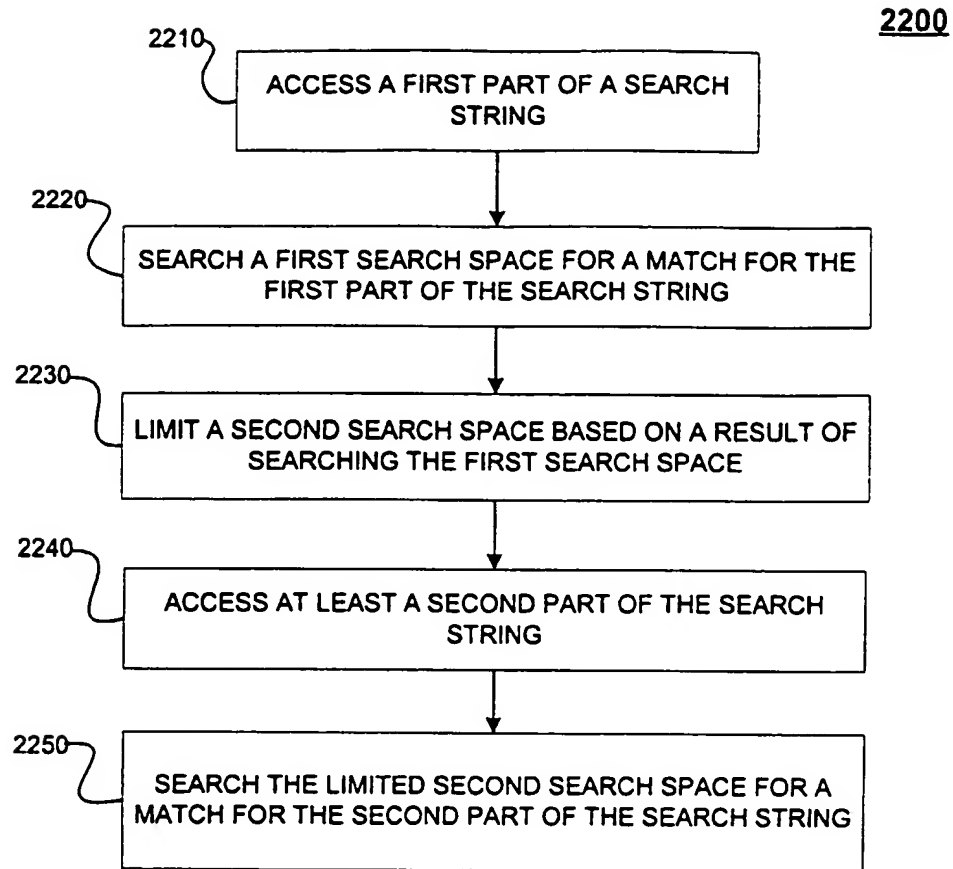 2200
2210
ACCESS A FIRST PART OF A SEARCH
STRING
2220
SEARCH A FIRST SEARCH SPACE FOR A MATCH FOR THE
FIRST PART OF THE SEARCH STRING
2230
LIMIT A SECOND SEARCH SPACE BASED ON A RESULT OF
SEARCHING THE FIRST SEARCH SPACE
2240
ACCESS AT LEAST A SECOND PART OF THE SEARCH
STRING
2250
SEARCH THE LIMITED SECOND SEARCH SPACE FOR A
MATCH FOR THE SECOND PART OF THE SEARCH STRING